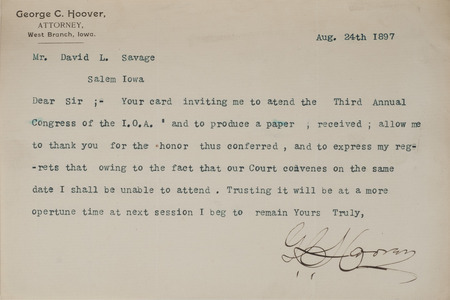 George C. Hoover,
ATTORNEY,
West Branch, Iowa.
Aug. 24th 1897
Mr. David L. Savage
Salem Iowa
Dear Sir ;- Your card inviting me to atend the Third Annual
Congress of the I.O.A. ' and to produce a paper ; received ; allow me
to thank you for the honor thus conferred , and to express my reg-
-rets that owing to the fact that our Court convenes on the same
date I shall be unable to attend . Trusting it will be at a more
opertune time at next session I beg to remain Yours Truly,
G C Hoover